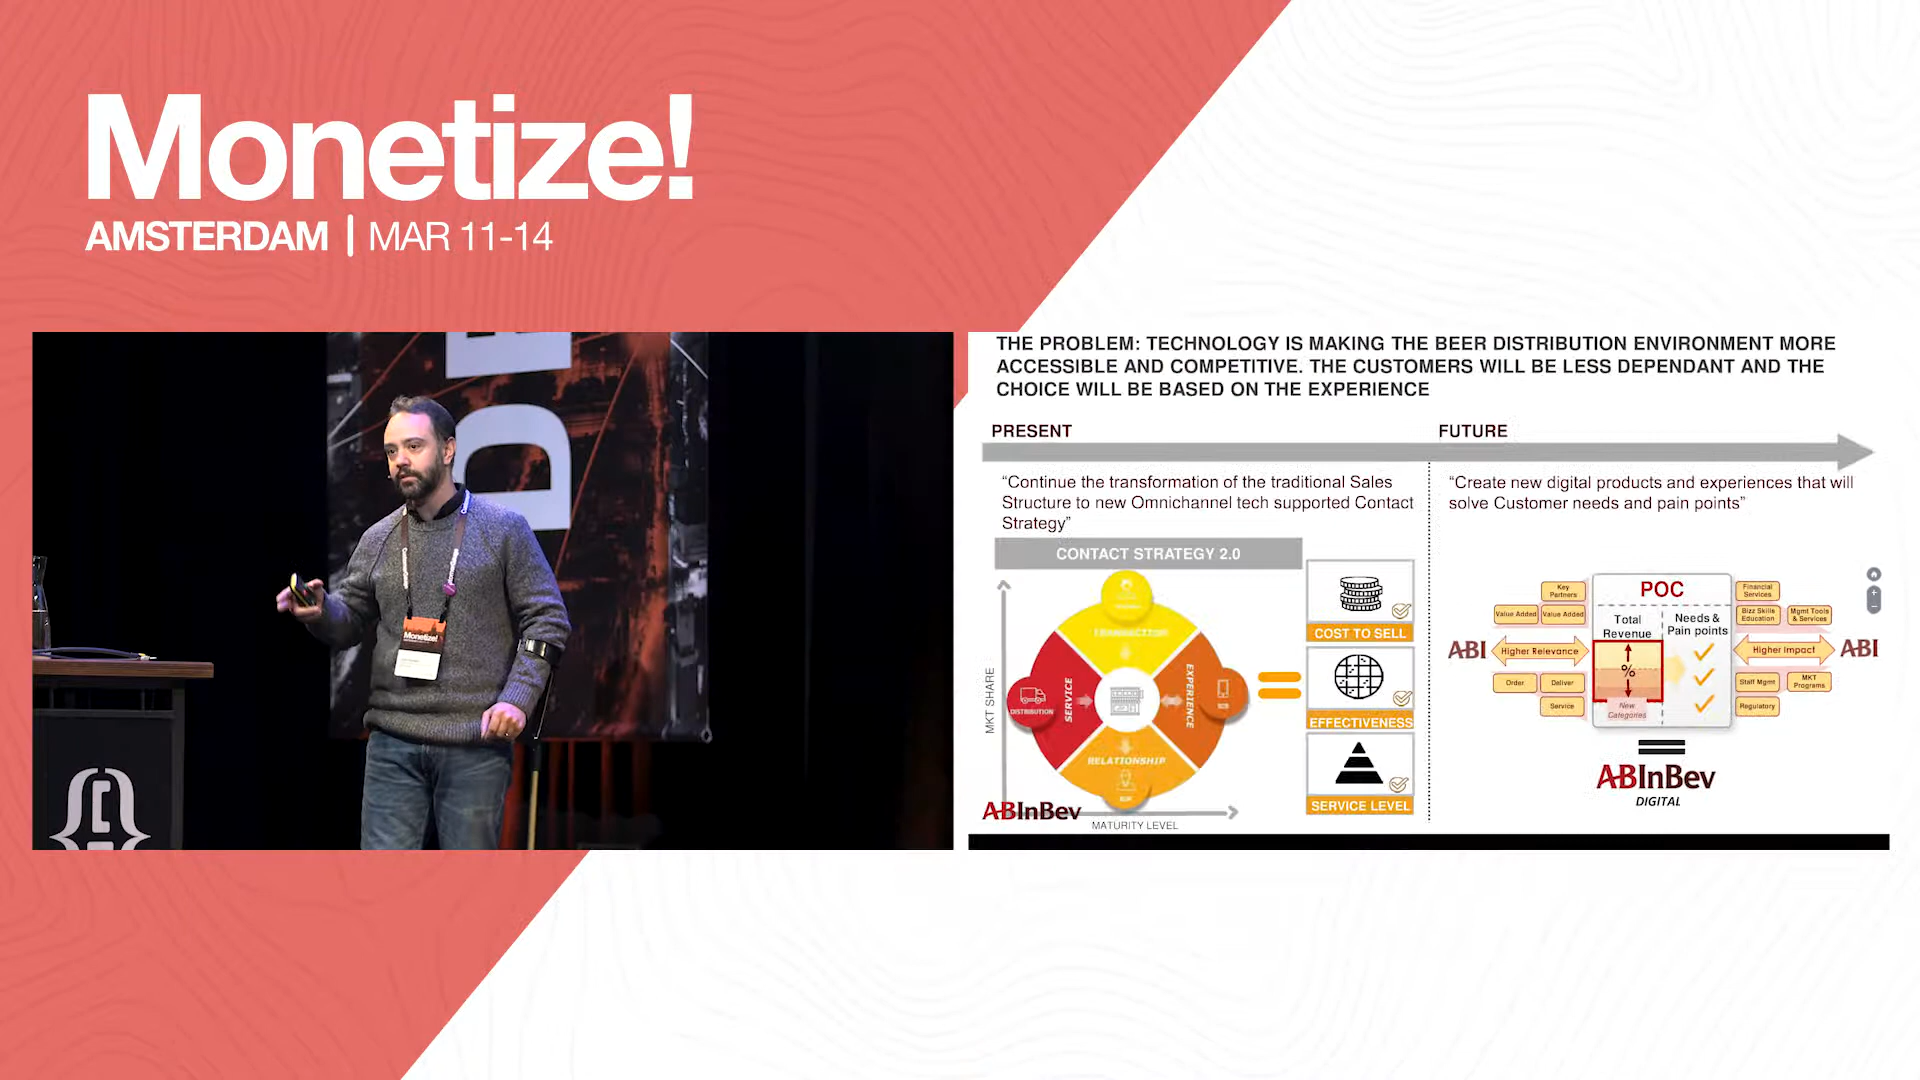 Monetize!
AMSTERDAM | MAR 11-14
D
Monetize!
THE PROBLEM: TECHNOLOGY IS MAKING THE BEER DISTRIBUTION ENVIRONMENT MORE
ACCESSIBLE AND COMPETITIVE. THE CUSTOMERS WILL BE LESS DEPENDANT AND THE
CHOICE WILL BE BASED ON THE EXPERIENCE
PRESENT
FUTURE
“Continue the transformation of the traditional Sales
Structure to new Omnichannel tech supported Contact
Strategy”
“Create new digital products and experiences that will
solve Customer needs and pain points”
CONTACT STRATEGY 2.0
MKT SHARE
MATURITY LEVEL
TRANSACTION
SERVICE
EXPERIENCE
RELATIONSHIP
DISTRIBUTION
B2B
COST TO SELL
EFFECTIVENESS
SERVICE LEVEL
ABInBev
POC
Total
Revenue
Needs &
Pain points
%
New
Categories
Key
Partners
Value Added
Value Added
ABI
Higher Relevance
Order
Deliver
Service
Financial
Services
Bizz Skills
Education
Mgmt Tools
& Services
Higher Impact
ABI
Staff Mgmt
MKT
Programs
Regulatory
ABInBev
DIGITAL